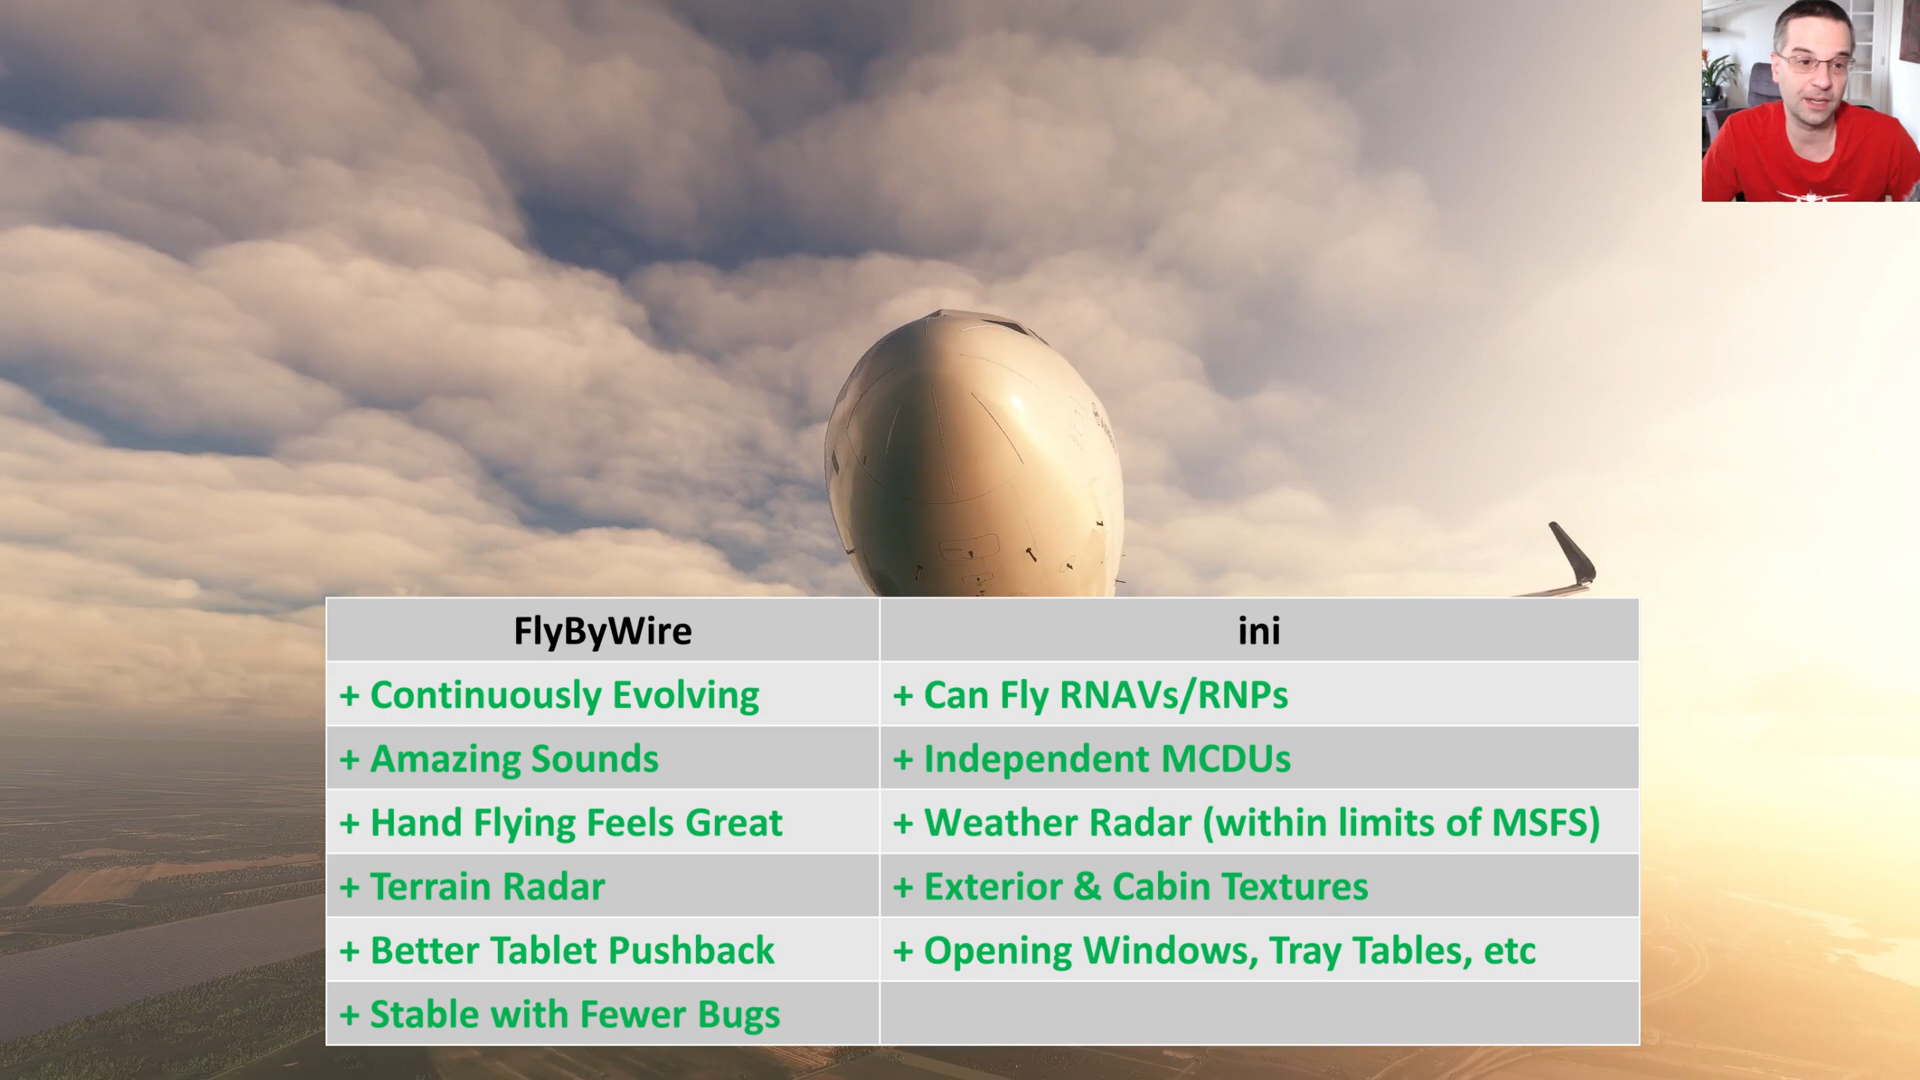 FlyByWire
ini
+ Continuously Evolving
+ Can Fly RNAVs/RNPs
+ Amazing Sounds
+ Independent MCDUs
+ Hand Flying Feels Great
+ Weather Radar (within limits of MSFS)
+ Terrain Radar
+ Exterior & Cabin Textures
+ Better Tablet Pushback
+ Opening Windows, Tray Tables, etc
+ Stable with Fewer Bugs